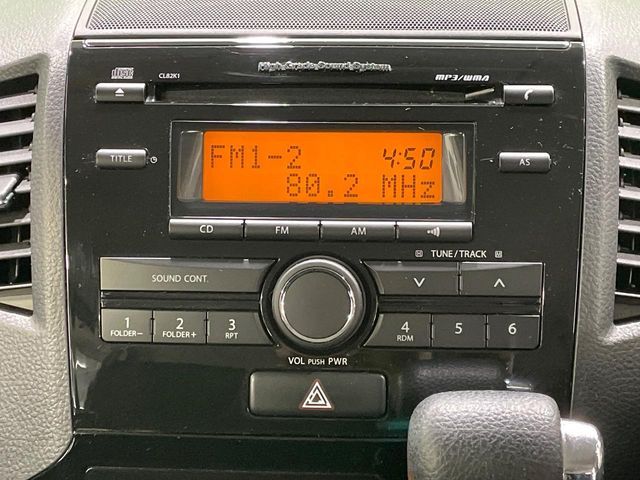 High-Grade Sound System
CLB2K1
MP3/WMA
TITLE
FM1-2 4:50
80.2 MHz
AS
CD FM AM
TUNE/TRACK
SOUND CONT.
1 2 3 4 5 6
FOLDER− FOLDER+ RPT RDM
VOL PUSH PWR